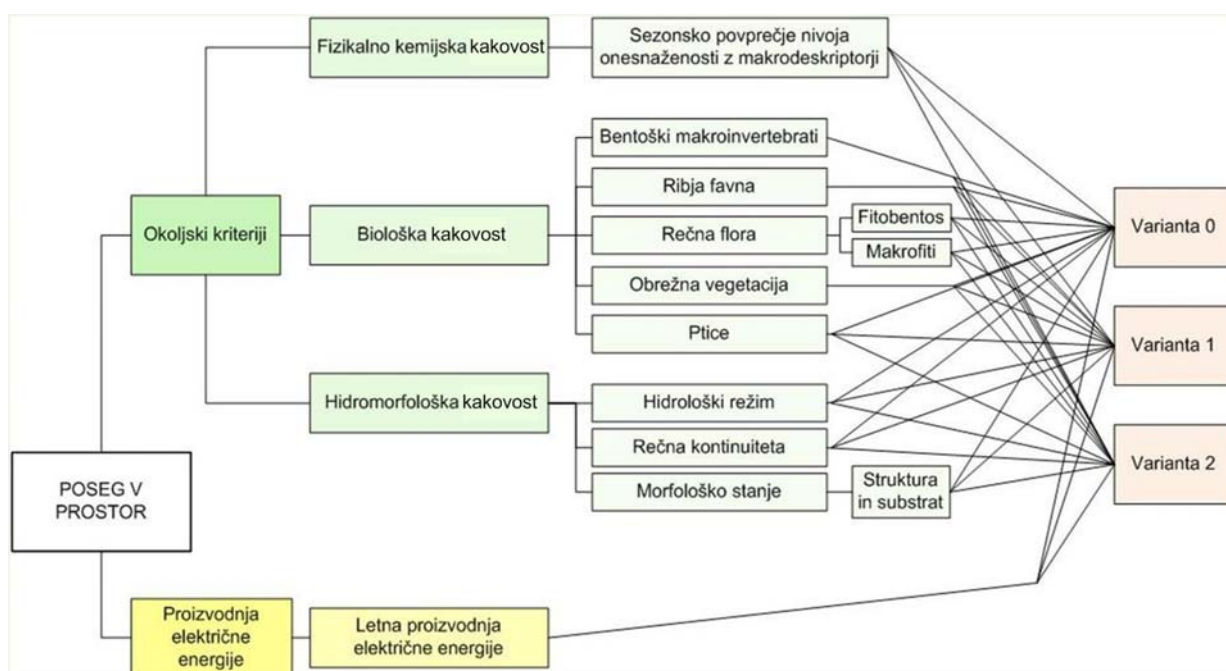 Fizikalno kemijska kakovost
Sezonsko povprečje nivoja
onesnaženosti z makrodeskriptorji
Bentoški makroinvertebrati
Ribja favna
Okoljski kriteriji
Biološka kakovost
Rečna flora
Fitobentos
Makrofiti
Varianta 0
Obrežna vegetacija
Ptice
Varianta 1
Hidromorfološka kakovost
Hidrološki režim
Rečna kontinuiteta
Varianta 2
POSEG V
PROSTOR
Morfološko stanje
Struktura
in substrat
Proizvodnja
električne
energije
Letna proizvodnja
električne energije